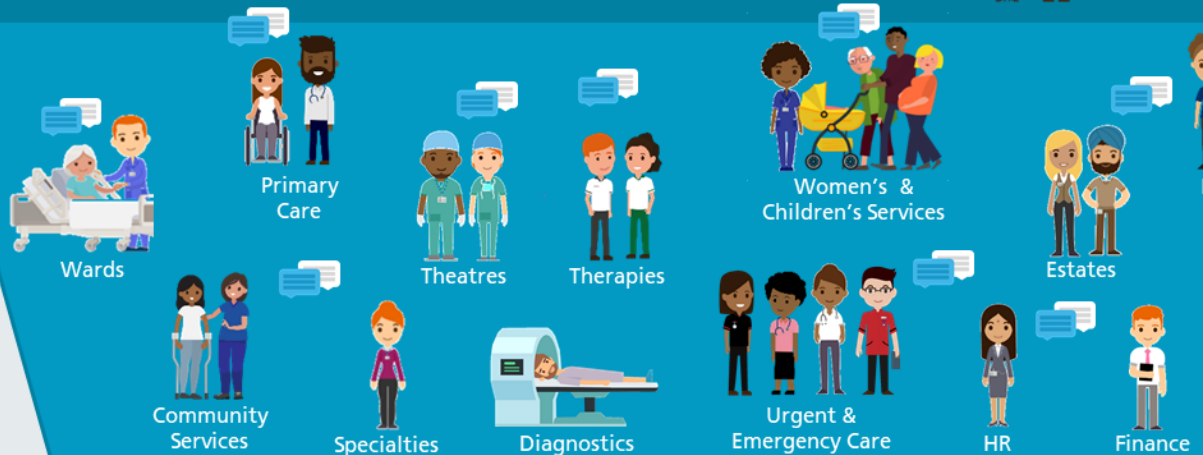 Primary
Care
Women's  &
Children's Services
Wards
Theatres
Therapies
Estates
Community
Services
Specialties
Diagnostics
Urgent &
Emergency Care
HR
Finance